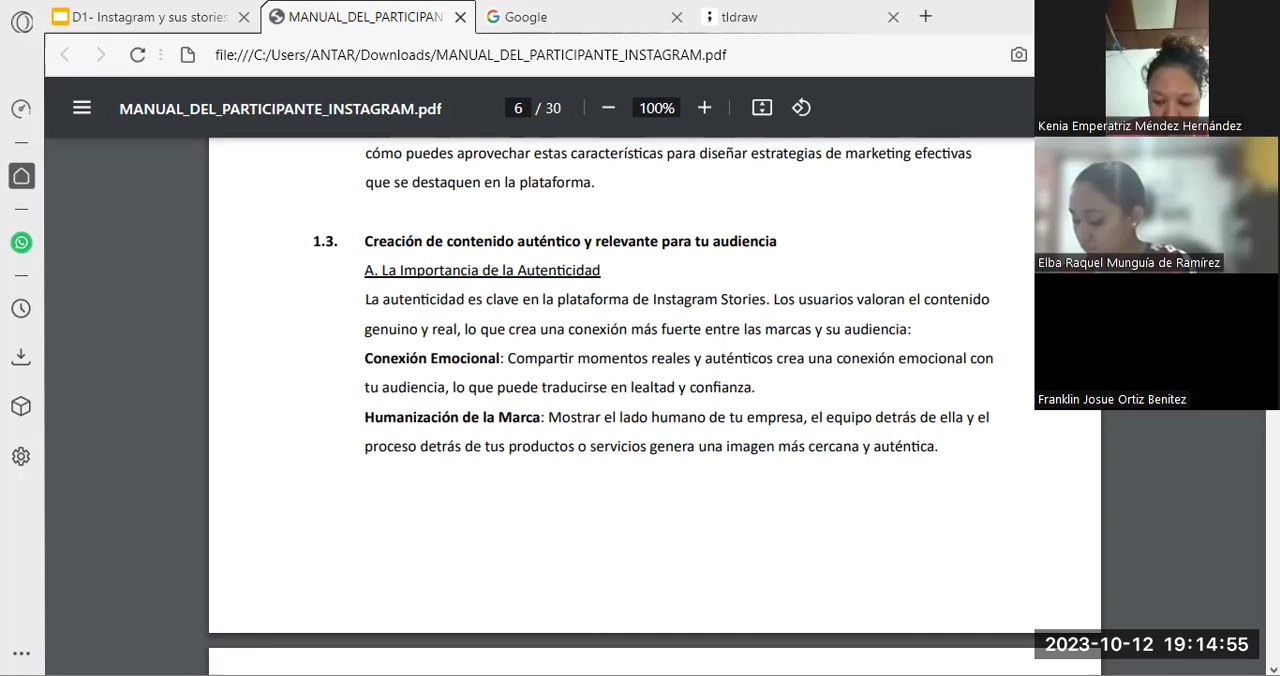 D1- Instagram y sus stories
MANUAL_DEL_PARTICIPAN
Google
tldraw
file:///C:/Users/ANTAR/Downloads/MANUAL_DEL_PARTICIPANTE_INSTAGRAM.pdf
MANUAL_DEL_PARTICIPANTE_INSTAGRAM.pdf
6 / 30
100%
cómo puedes aprovechar estas características para diseñar estrategias de marketing efectivas
que se destaquen en la plataforma.
1.3. Creación de contenido auténtico y relevante para tu audiencia
A. La Importancia de la Autenticidad
La autenticidad es clave en la plataforma de Instagram Stories. Los usuarios valoran el contenido
genuino y real, lo que crea una conexión más fuerte entre las marcas y su audiencia:
Conexión Emocional: Compartir momentos reales y auténticos crea una conexión emocional con
tu audiencia, lo que puede traducirse en lealtad y confianza.
Humanización de la Marca: Mostrar el lado humano de tu empresa, el equipo detrás de ella y el
proceso detrás de tus productos o servicios genera una imagen más cercana y auténtica.
Kenia Emperatriz Méndez Hernández
Elba Raquel Munguía de Ramírez
Franklin Josue Ortiz Benitez
2023-10-12 19:14:55